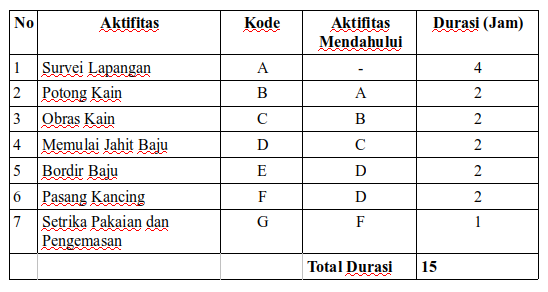 No Aktifitas Kode Aktifitas Mendahului Durasi (Jam)
1 Survei Lapangan A - 4
2 Potong Kain B A 2
3 Obras Kain C B 2
4 Memulai Jahit Baju D C 2
5 Bordir Baju E D 2
6 Pasang Kancing F D 2
7 Setrika Pakaian dan Pengemasan G F 1
Total Durasi 15